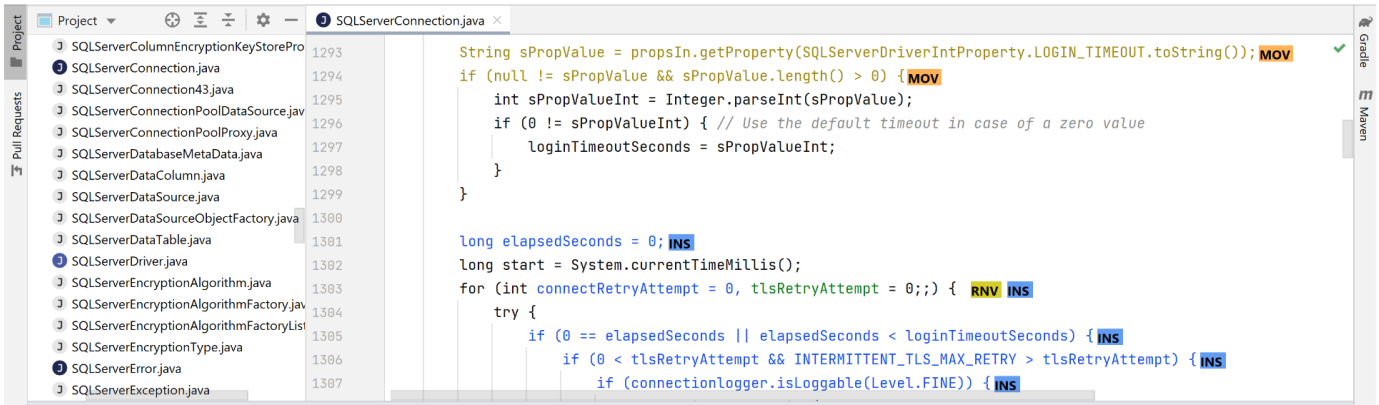 Project
SQLServerConnection.java
Project
Pull Requests
SQLServerColumnEncryptionKeyStorePro
SQLServerConnection.java
SQLServerConnection43.java
SQLServerConnectionPoolDataSource.jav
SQLServerConnectionPoolProxy.java
SQLServerDatabaseMetaData.java
SQLServerDataColumn.java
SQLServerDataSource.java
SQLServerDataSourceObjectFactory.java
SQLServerDataTable.java
SQLServerDriver.java
SQLServerEncryptionAlgorithm.java
SQLServerEncryptionAlgorithmFactory.jav
SQLServerEncryptionAlgorithmFactoryList
SQLServerEncryptionType.java
SQLServerError.java
SQLServerException.java
1293 String sPropValue = propsIn.getProperty(SQLServerDriverIntProperty.LOGIN_TIMEOUT.toString()); MOV
1294 if (null != sPropValue && sPropValue.length() > 0) { MOV
1295 int sPropValueInt = Integer.parseInt(sPropValue);
1296 if (0 != sPropValueInt) { // Use the default timeout in case of a zero value
1297 loginTimeoutSeconds = sPropValueInt;
1298 }
1299 }
1300
1301 long elapsedSeconds = 0; INS
1302 long start = System.currentTimeMillis();
1303 for (int connectRetryAttempt = 0, tlsRetryAttempt = 0;;) { RNV INS
1304 try {
1305 if (0 == elapsedSeconds || elapsedSeconds < loginTimeoutSeconds) { INS
1306 if (0 < tlsRetryAttempt && INTERMITTENT_TLS_MAX_RETRY > tlsRetryAttempt) { INS
1307 if (connectionlogger.isLoggable(Level.FINE)) { INS
Gradle
m Maven